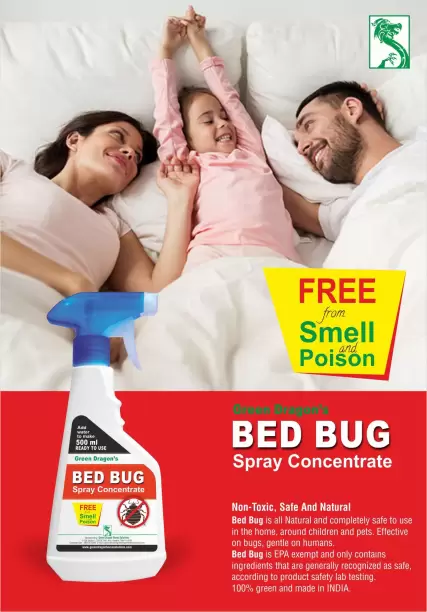 FREE
from
Smell
and
Poison
Green Dragon's
BED BUG
Spray Concentrate
Add
water
to make
500 ml
READY TO USE
Green Dragon's
BED BUG
Spray Concentrate
FREE
from
Smell
and
Poison
Non-Toxic, Safe And Natural
Bed Bug is all Natural and completely safe to use
in the home, around children and pets. Effective
on bugs, gentle on humans.
Bed Bug is EPA exempt and only contains
ingredients that are generally recognized as safe,
according to product safety lab testing.
100% green and made in INDIA.